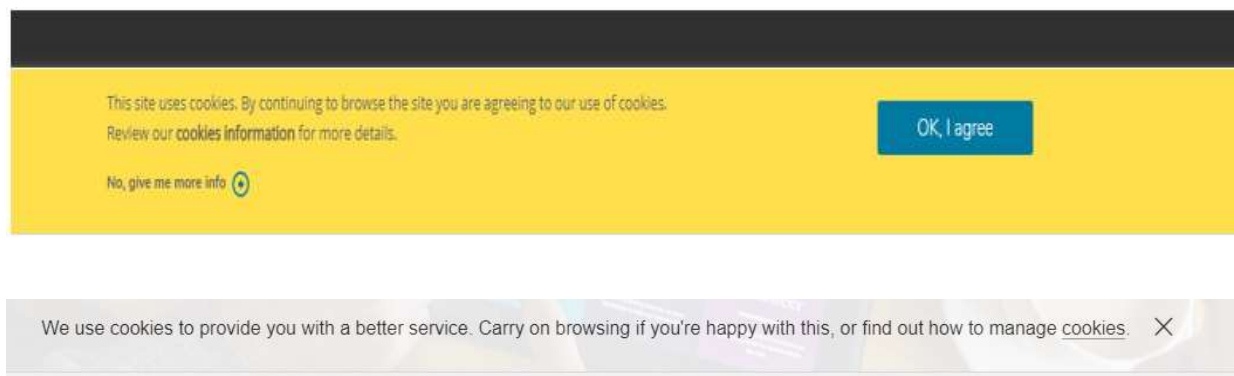 This site uses cookies. By continuing to browse the site you are agreeing to our use of cookies.
Review our cookies information for more details.
OK, I agree
No, give me more info
We use cookies to provide you with a better service. Carry on browsing if you're happy with this, or find out how to manage cookies.